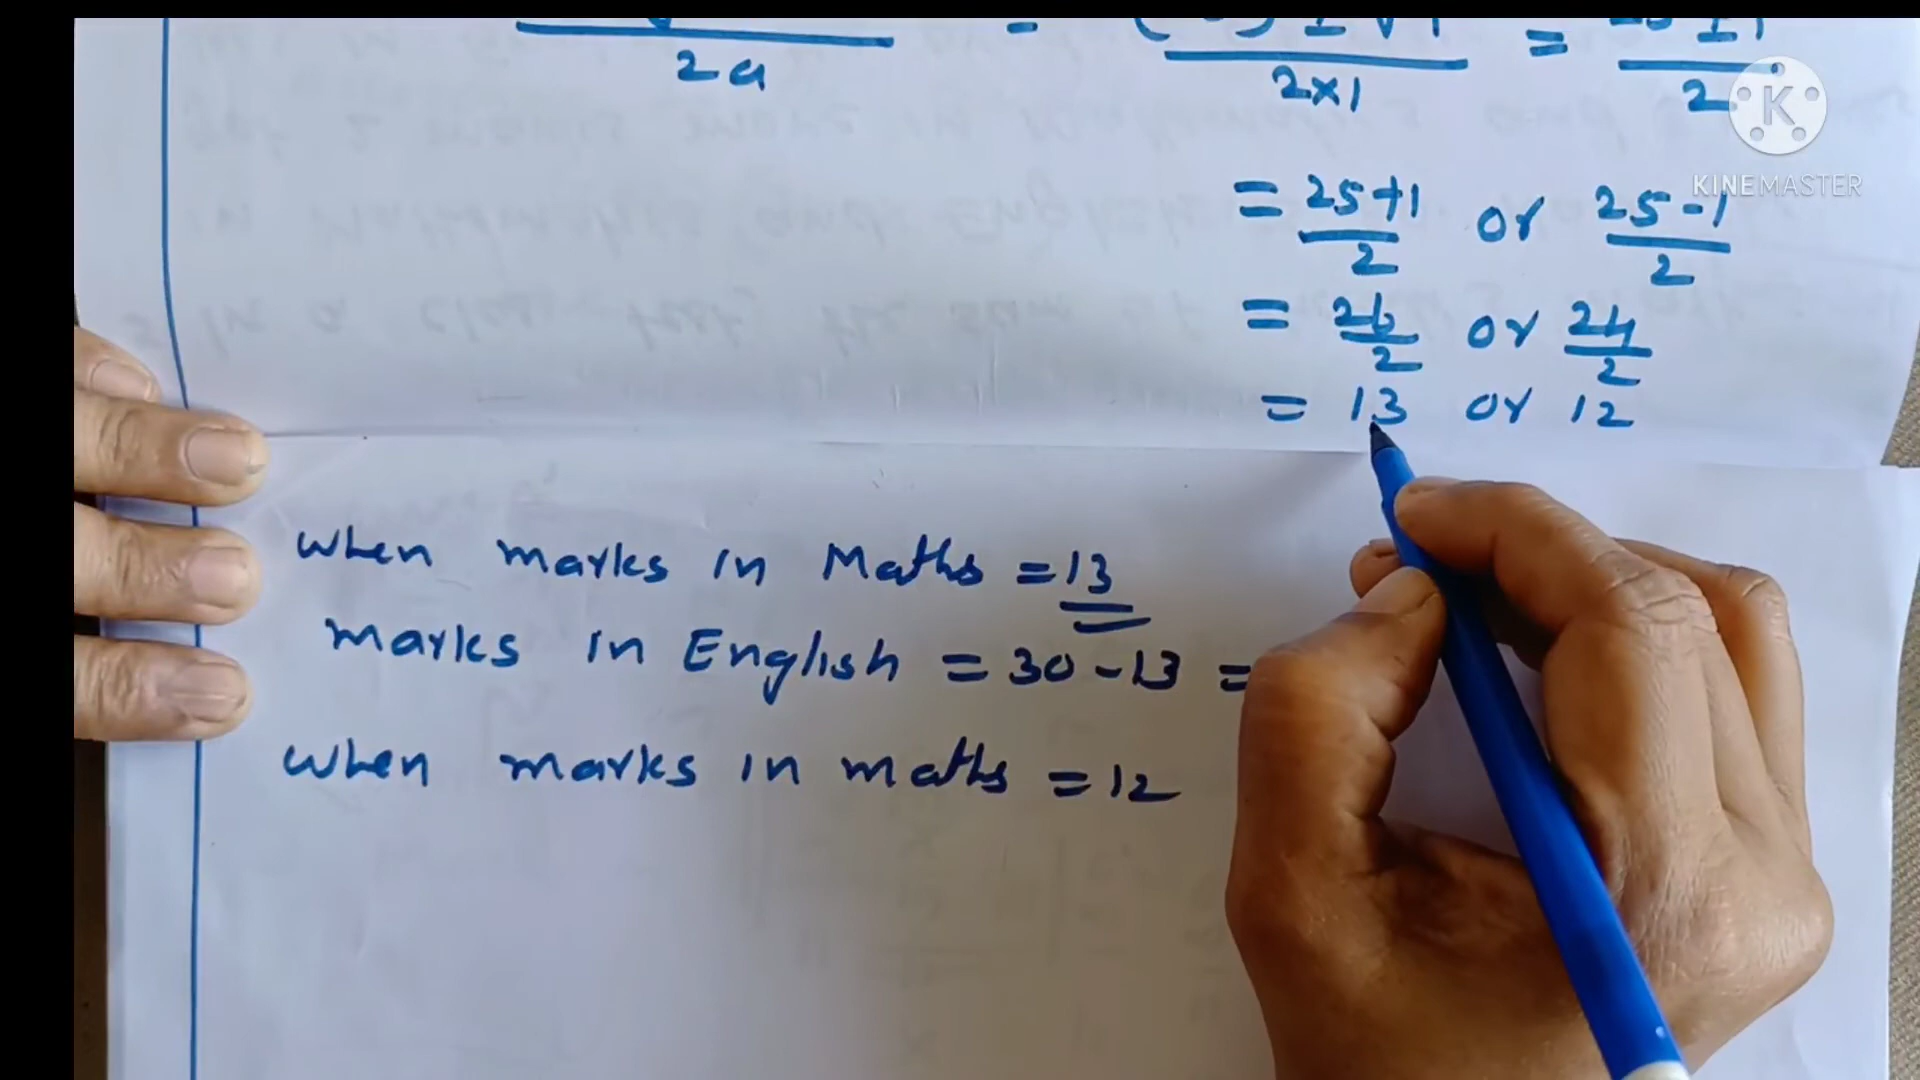 2a 2×1 = 2
= 25+1/2 or 25-1/2
= 26/2 or 24/2
= 13 or 12
when marks in Maths = 13
marks in English = 30-13 =
when marks in maths = 12
KINEMASTER